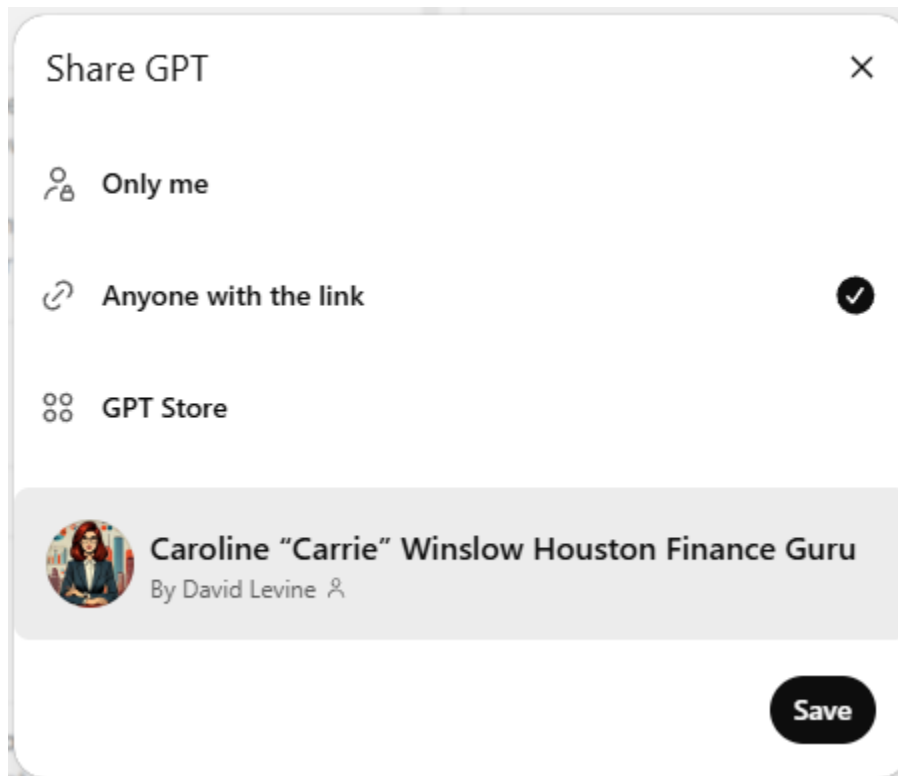 Share GPT
Only me
Anyone with the link
GPT Store
Caroline “Carrie” Winslow Houston Finance Guru
By David Levine
Save